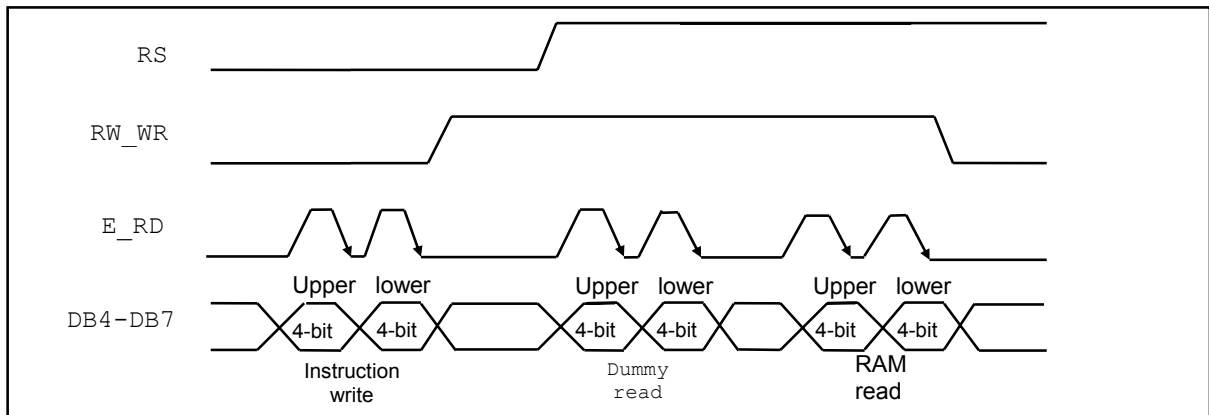 RS
RW_WR
E_RD
Upper lower Upper lower Upper lower
DB4-DB7 4-bit 4-bit 4-bit 4-bit 4-bit 4-bit
Instruction
write
Dummy
read
RAM
read